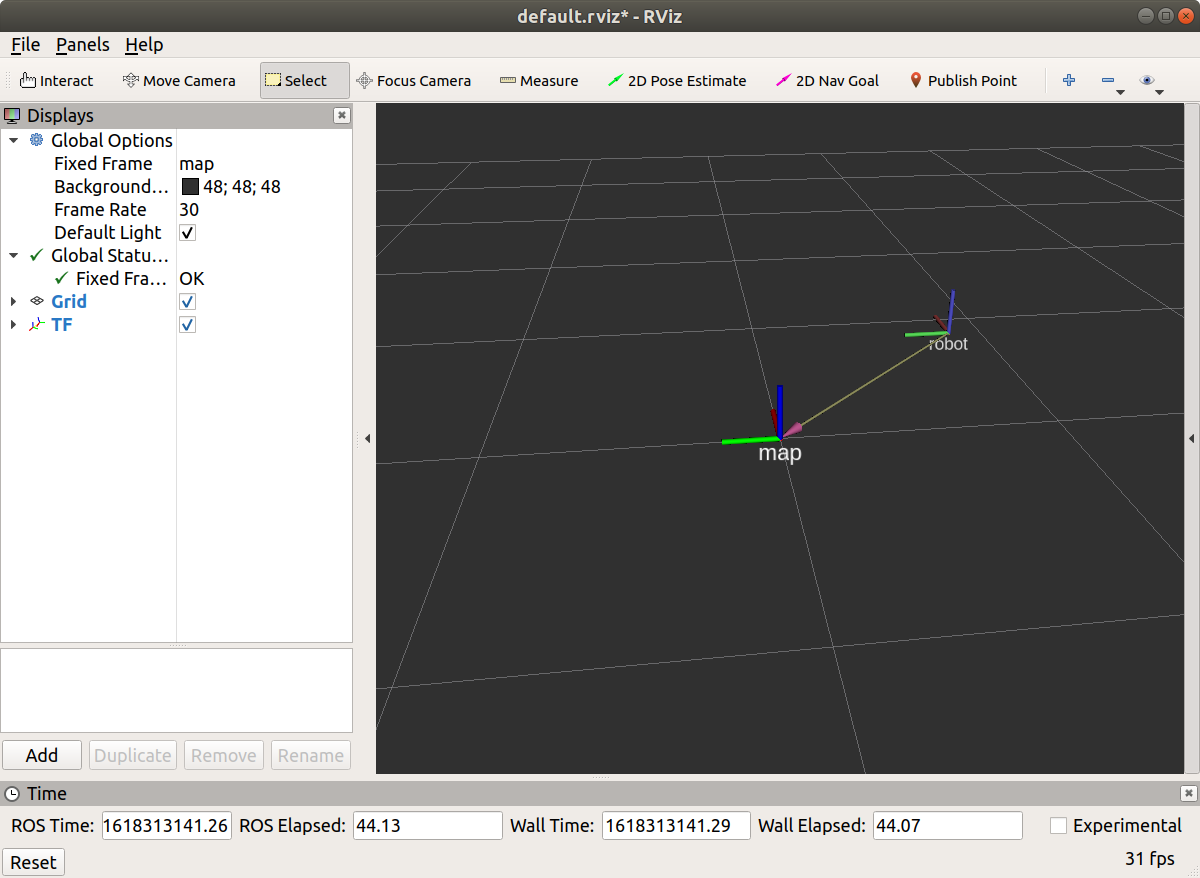 default.rviz* - RViz
File Panels Help
Interact Move Camera Select Focus Camera Measure 2D Pose Estimate 2D Nav Goal Publish Point
Displays
Global Options
Fixed Frame map
Background... 48; 48; 48
Frame Rate 30
Default Light
Global Statu...
Fixed Fra... OK
Grid
TF
robot
map
Add Duplicate Remove Rename
Time
ROS Time: 1618313141.26 ROS Elapsed: 44.13 Wall Time: 1618313141.29 Wall Elapsed: 44.07 Experimental
Reset 31 fps